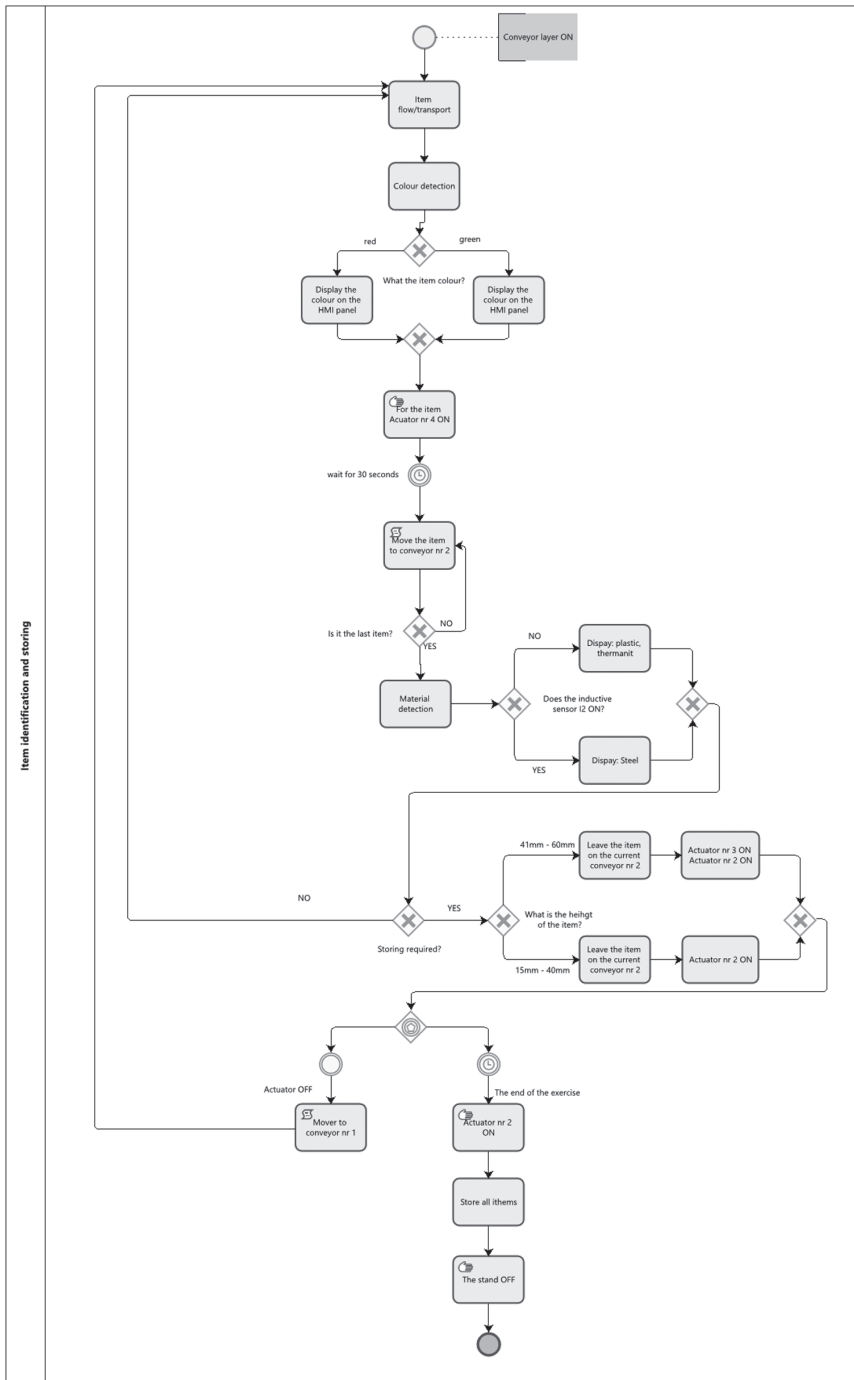 Conveyor layer ON
Item
flow/transport
Colour detection
red
green
What the item colour?
Display the
colour on the
HMI panel
Display the
colour on the
HMI panel
For the item
Acuator nr 4 ON
wait for 30 seconds
Move the item
to conveyor nr 2
Is it the last item?
NO
YES
Material
detection
NO
Does the inductive
sensor I2 ON?
YES
Dispay: plastic,
thermanit
Dispay: Steel
NO
Storing required?
YES
41mm - 60mm
What is the heihgt
of the item?
15mm - 40mm
Leave the item
on the current
conveyor nr 2
Actuator nr 3 ON
Actuator nr 2 ON
Leave the item
on the current
conveyor nr 2
Actuator nr 2 ON
Actuator OFF
The end of the exercise
Mover to
conveyor nr 1
Actuator nr 2
ON
Store all ithems
The stand OFF
Item identification and storing